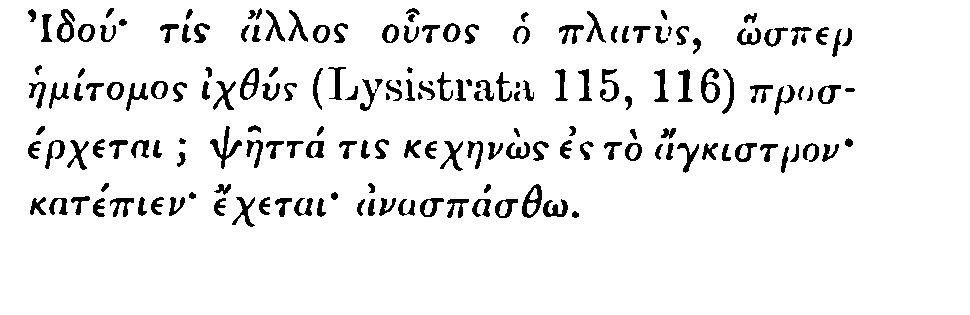 Ἰδού· τίς ἄλλος οὗτος ὁ πλατὺς, ὥσπερ
ἡμίτομος ἰχθύς (Lysistrata 115, 116) προσ-
έρχεται ; ψῆττά τις κεχηνὼς ἐς τὸ ἄγκιστρον·
κατέπιεν· ἔχεται· ἀνασπάσθω.